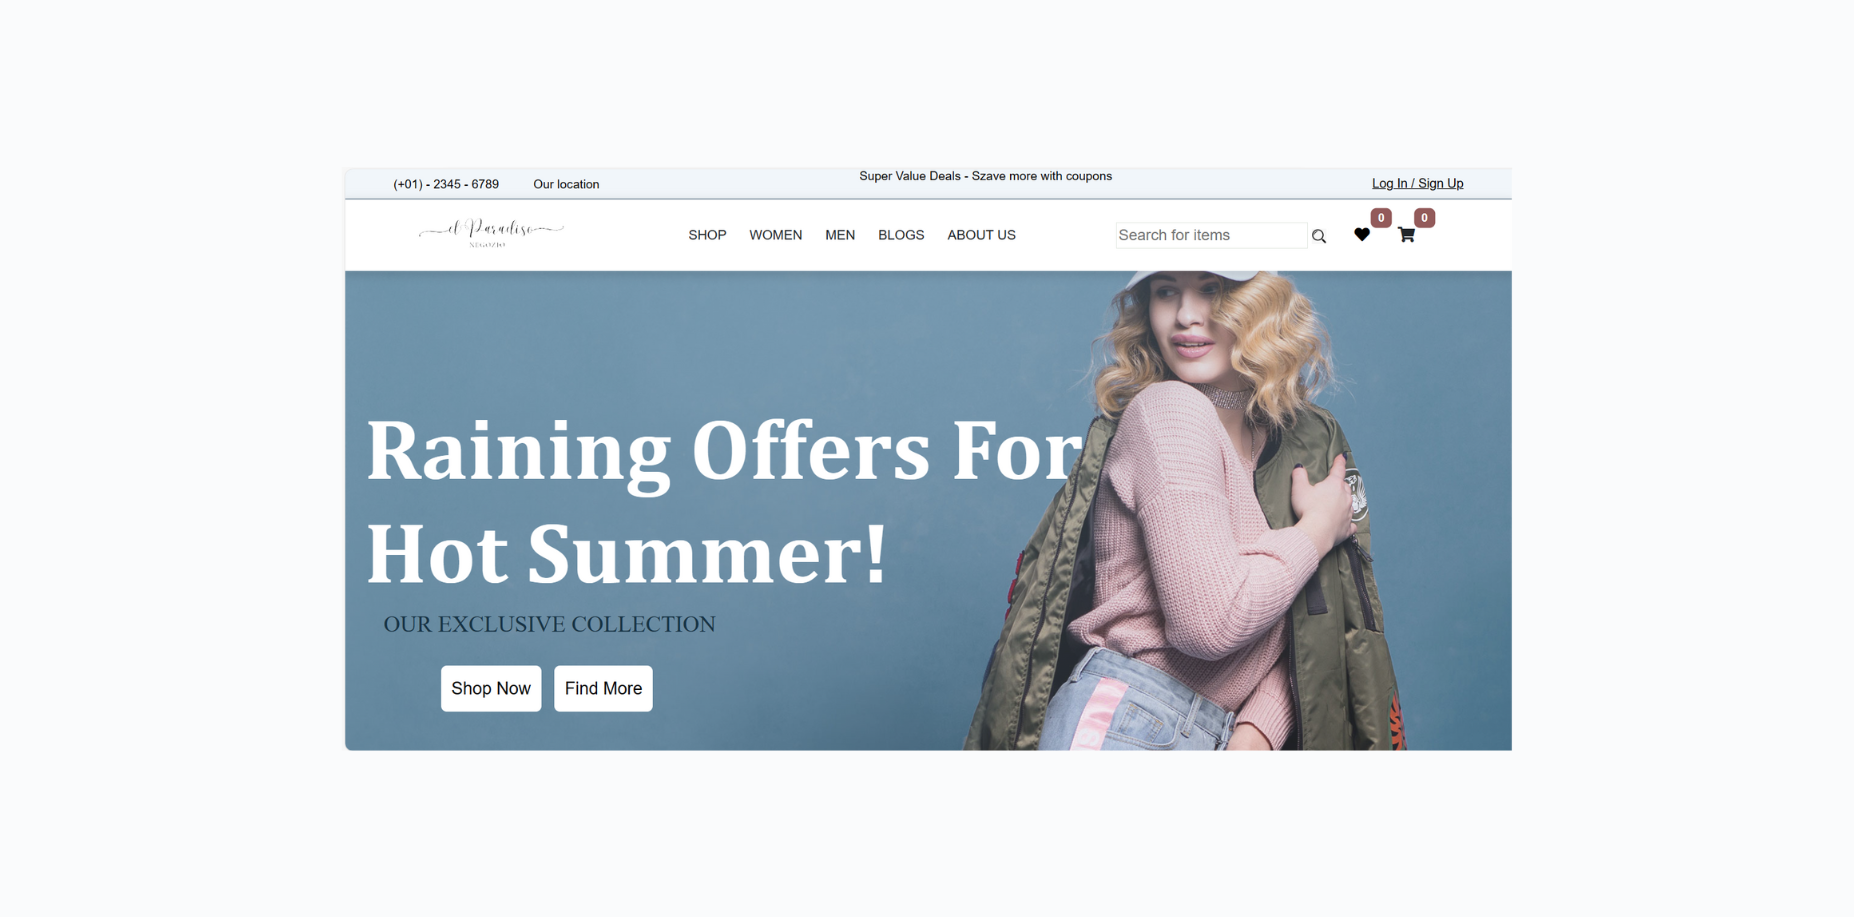 (+01) - 2345 - 6789 Our location Super Value Deals - Szave more with coupons Log In / Sign Up
0 0
el Paradiso
NEGOZIO
SHOP WOMEN MEN BLOGS ABOUT US Search for items
Raining Offers For
Hot Summer!
OUR EXCLUSIVE COLLECTION
Shop Now Find More